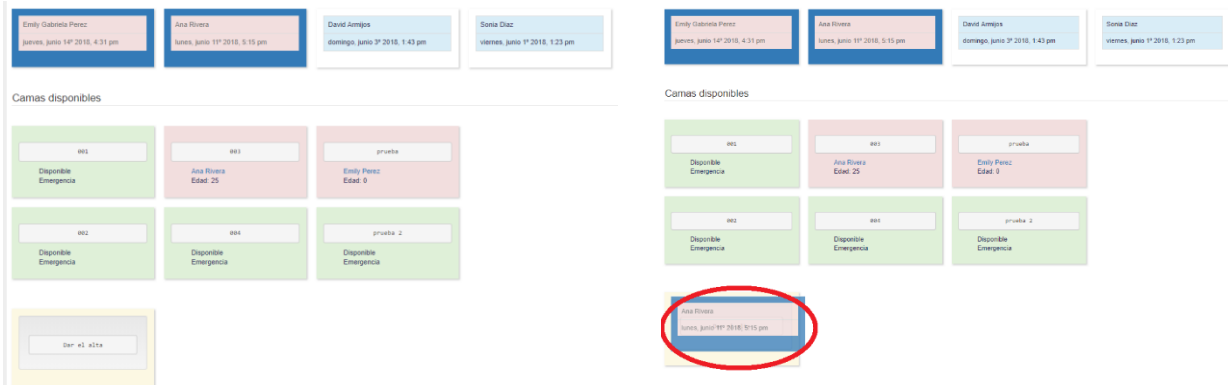 Emily Gabriela Perez
jueves, junio 14º 2018, 4:31 pm
Ana Rivera
lunes, junio 11º 2018, 5:15 pm
David Armijos
domingo, junio 3º 2018, 1:43 pm
Sonia Diaz
viernes, junio 1º 2018, 1:23 pm
Camas disponibles
001
Disponible
Emergencia
003
Ana Rivera
Edad: 25
prueba
Emily Perez
Edad: 0
002
Disponible
Emergencia
004
Disponible
Emergencia
prueba 2
Disponible
Emergencia
Dar el alta
Emily Gabriela Perez
jueves, junio 14º 2018, 4:31 pm
Ana Rivera
lunes, junio 11º 2018, 5:15 pm
David Armijos
domingo, junio 3º 2018, 1:43 pm
Sonia Diaz
viernes, junio 1º 2018, 1:23 pm
Camas disponibles
001
Disponible
Emergencia
003
Ana Rivera
Edad: 25
prueba
Emily Perez
Edad: 0
002
Disponible
Emergencia
004
Disponible
Emergencia
prueba 2
Disponible
Emergencia
Ana Rivera
lunes, junio 11º 2018, 5:15 pm